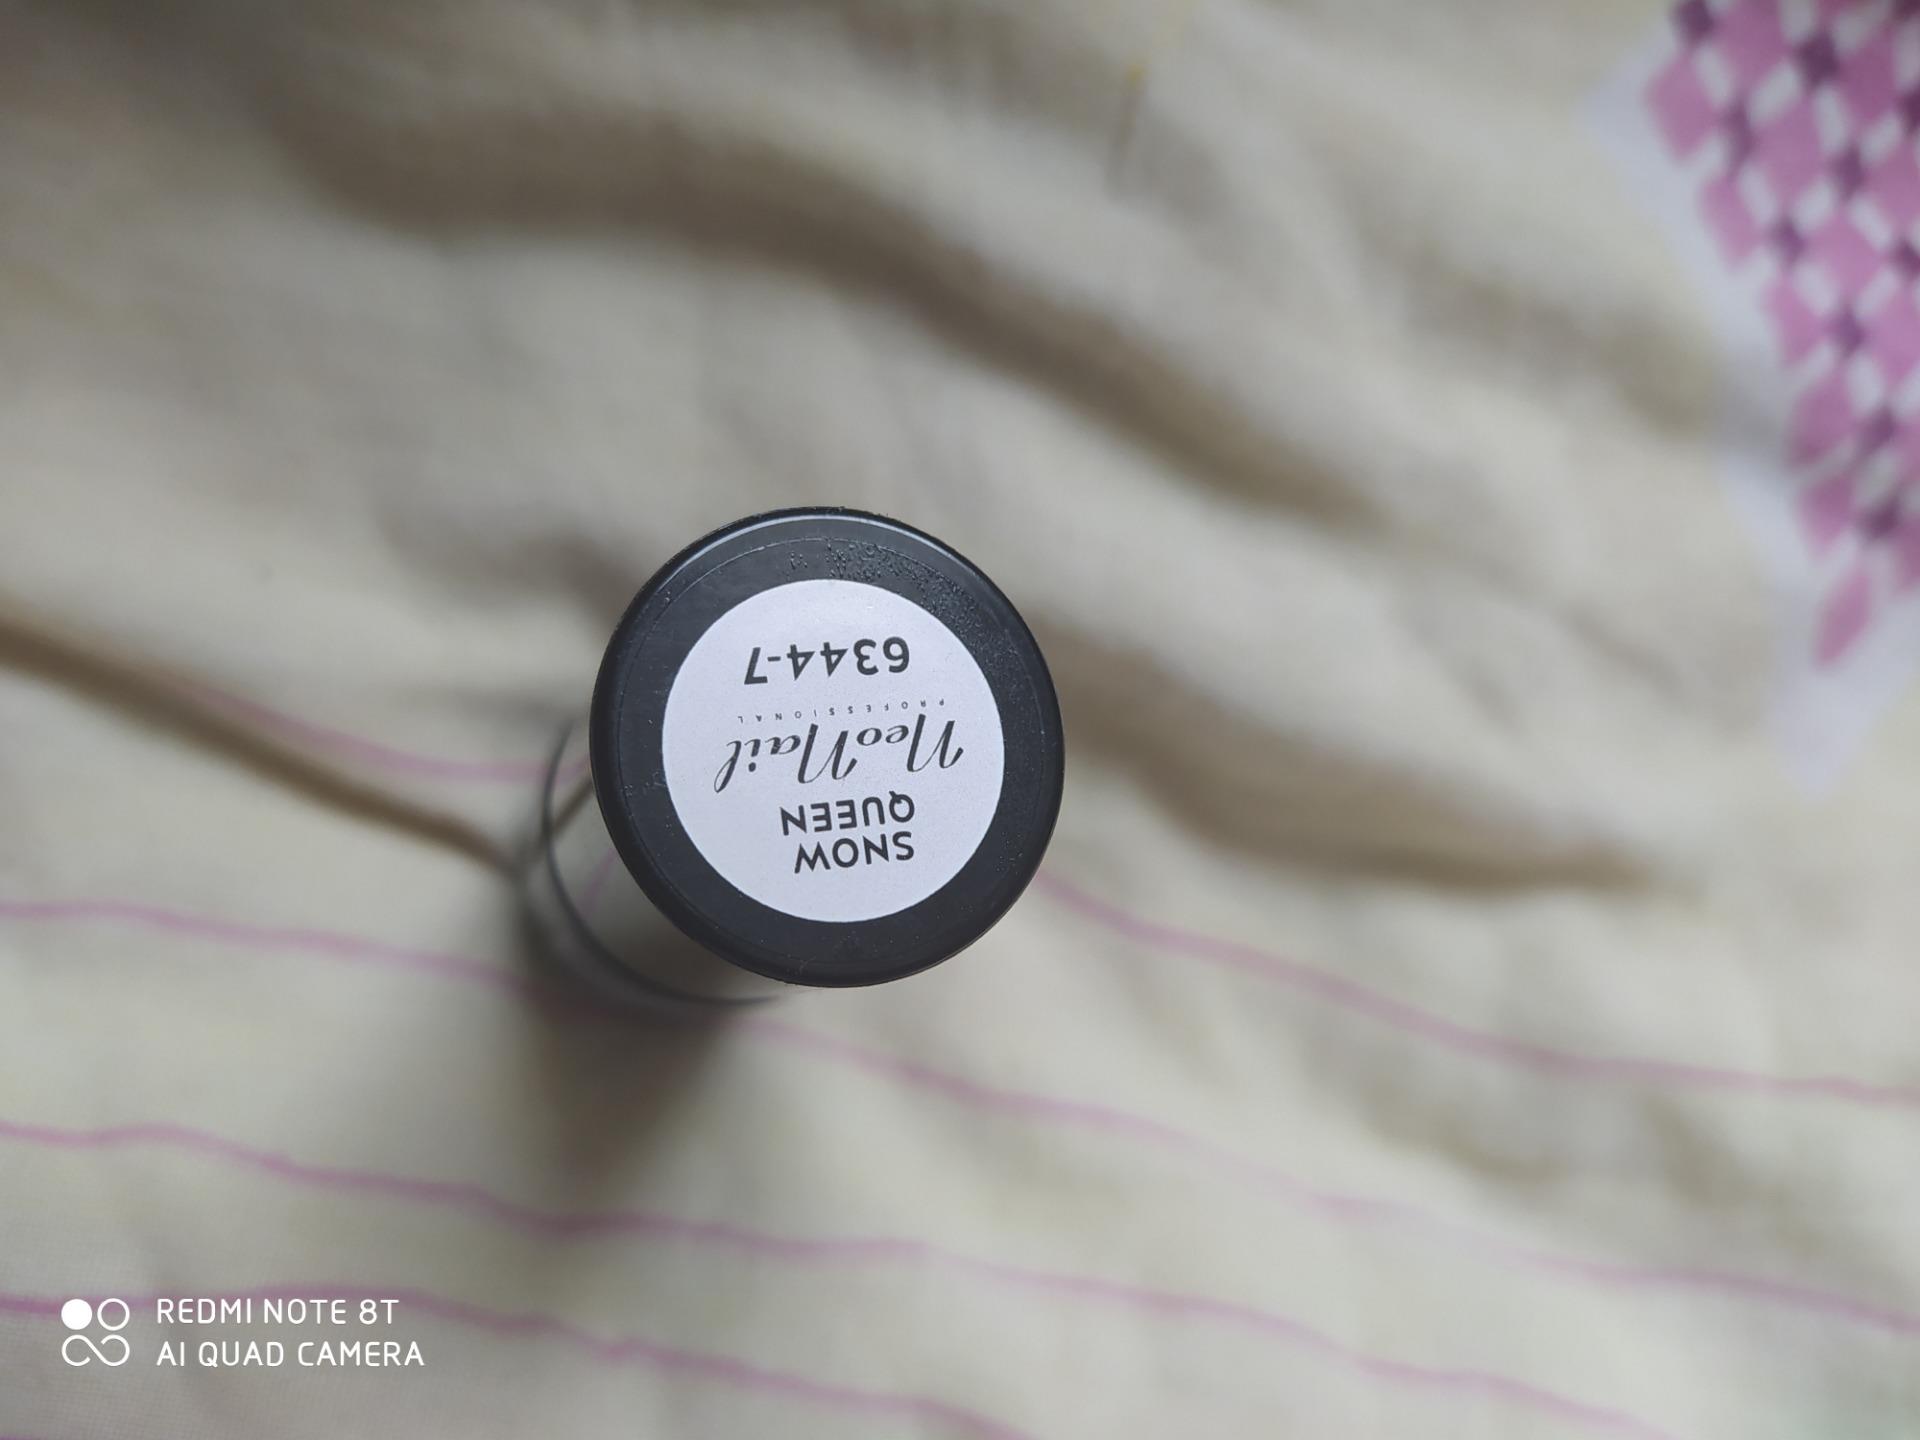 SNOW
QUEEN
NeoNail
PROFESSIONAL
6344-7
REDMI NOTE 8T
AI QUAD CAMERA